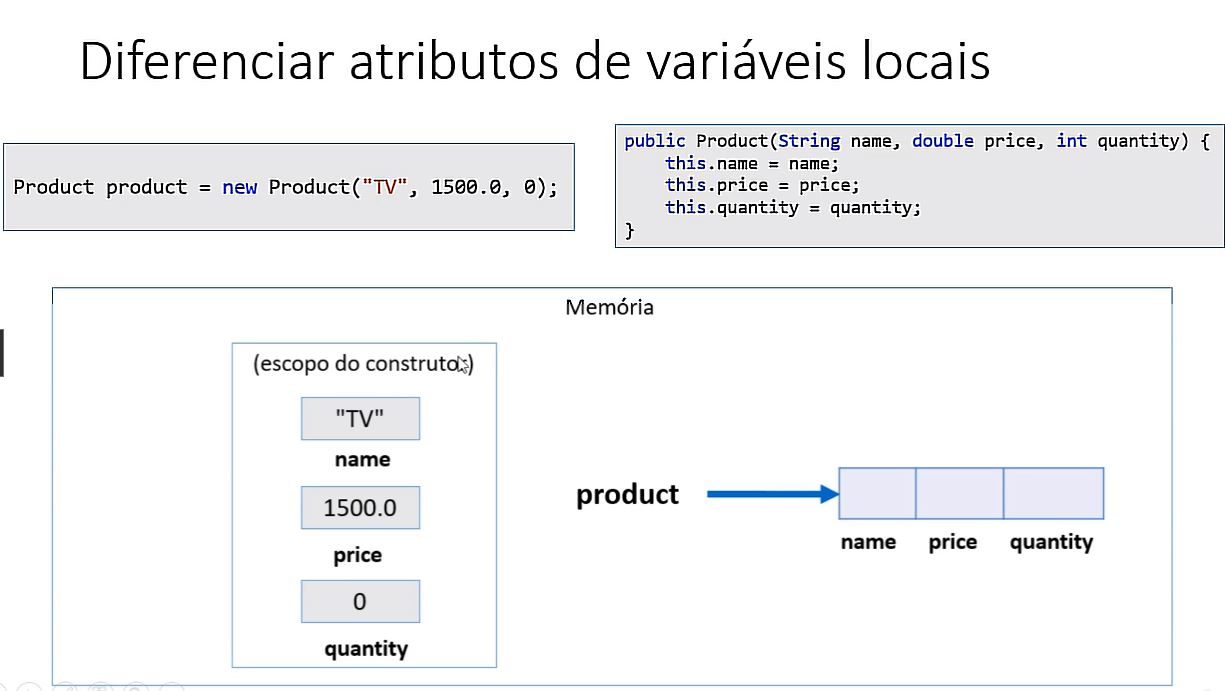 Diferenciar atributos de variáveis locais
Product product = new Product("TV", 1500.0, 0);
public Product(String name, double price, int quantity) {
this.name = name;
this.price = price;
this.quantity = quantity;
}
Memória
(escopo do construtor)
"TV"
name
1500.0
price
0
quantity
product
name price quantity